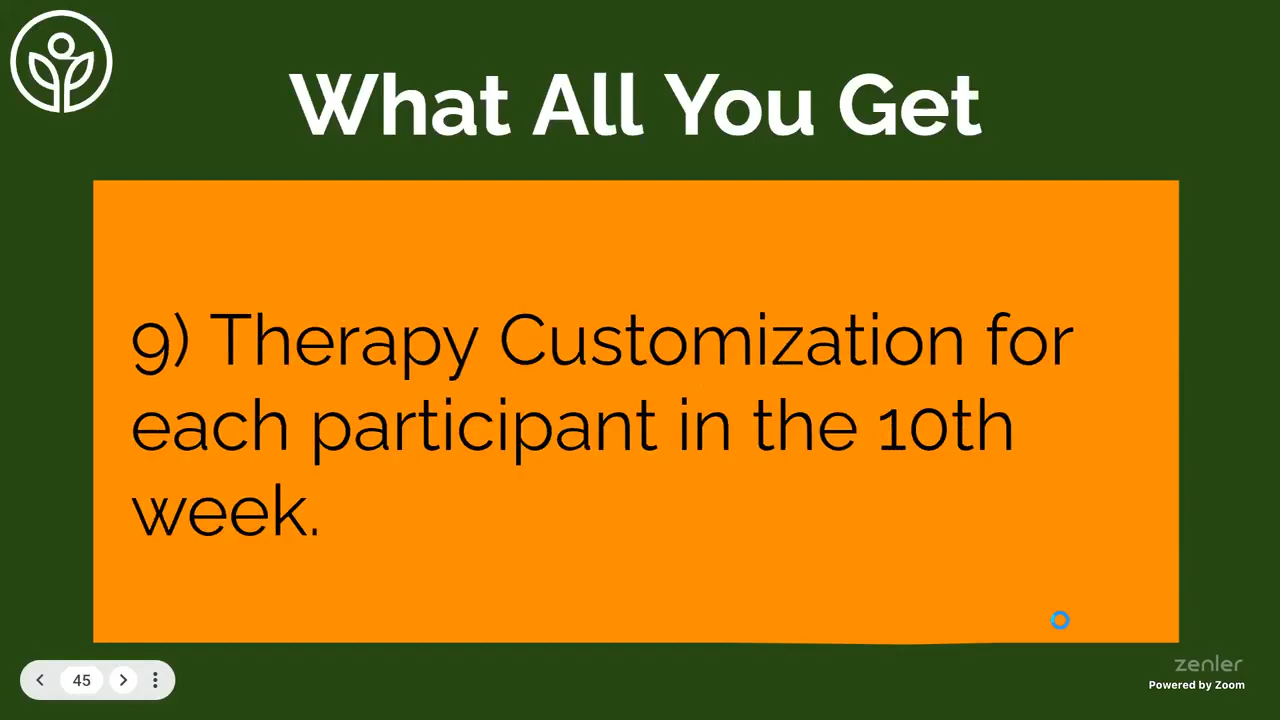 What All You Get
9) Therapy Customization for
each participant in the 10th
week.
45
zenler
Powered by Zoom